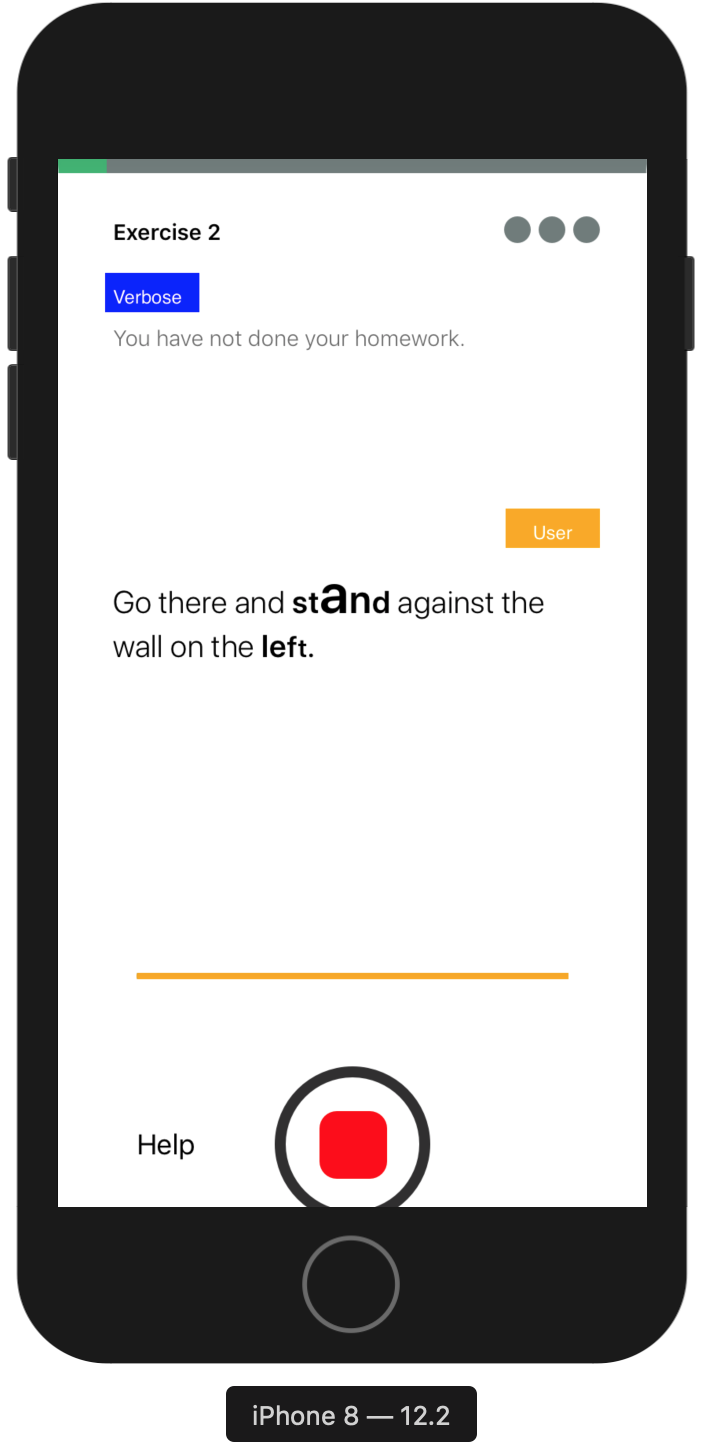 Exercise 2
Verbose
You have not done your homework.
User
Go there and stand against the
wall on the left.
Help
iPhone 8 — 12.2